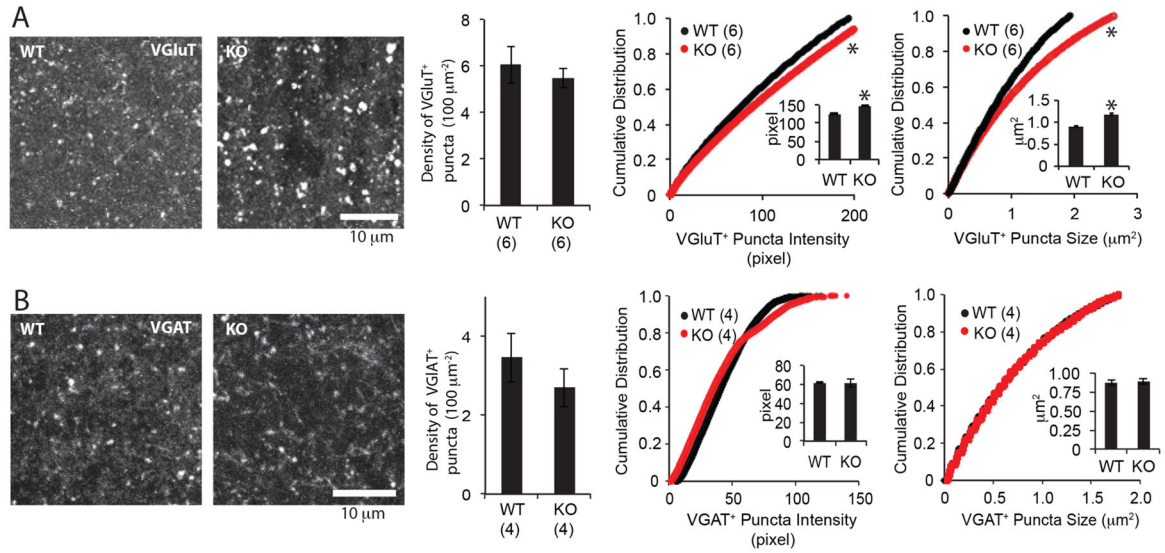 A
WT
VGluT
KO
10 μm
Density of VGluT⁺
puncta (100 μm⁻²)
8
6
4
2
0
WT
(6)
KO
(6)
Cumulative Distribution
1.0
0.8
0.6
0.4
0.2
0
WT (6)
KO (6)
*
pixel
150
100
50
0
*
WT KO
0
100
200
VGluT⁺ Puncta Intensity
(pixel)
Cumulative Distribution
1.0
0.8
0.6
0.4
0.2
0
WT (6)
KO (6)
*
μm²
1.5
1.0
0.5
0
*
WT KO
0
1
2
3
VGluT⁺ Puncta Size (μm²)
B
WT
VGAT
KO
10 μm
Density of VGlAT⁺
puncta (100 μm⁻²)
4
2
0
WT
(4)
KO
(4)
Cumulative Distribution
1.0
0.8
0.6
0.4
0.2
0
WT (4)
KO (4)
pixel
80
60
40
20
0
WT KO
0
50
100
150
VGAT⁺ Puncta Intensity
(pixel)
Cumulative Distribution
1.0
0.8
0.6
0.4
0.2
0
WT (4)
KO (4)
μm²
1.00
0.75
0.50
0.25
0
WT KO
0
0.5
1.0
1.5
2.0
VGAT⁺ Puncta Size (μm²)